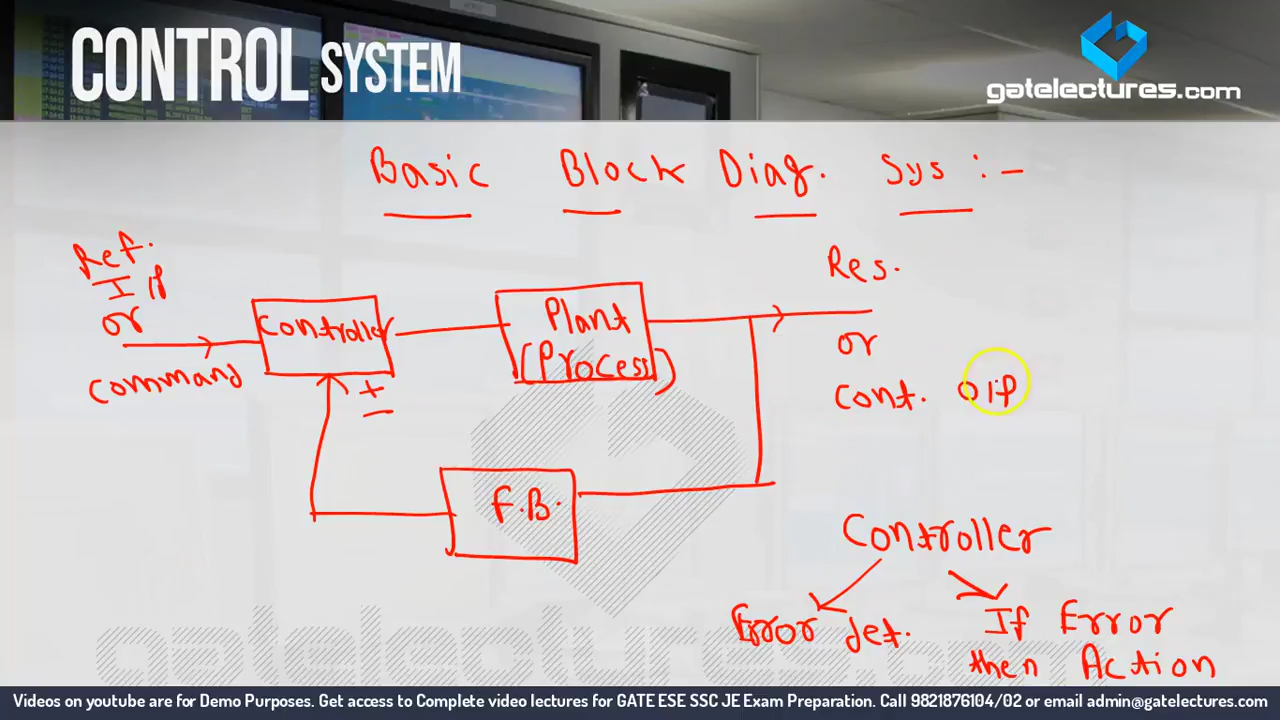 CONTROL SYSTEM
gatelectures.com
Basic Block Diag. Sys :-
Ref.
I/P
or
command
Controller
Plant
(Process)
Res.
or
Cont. O/P
±
F.B.
Controller
Error det.
If Error
then Action
gatelectures.com
Videos on youtube are for Demo Purposes. Get access to Complete video lectures for GATE ESE SSC JE Exam Preparation. Call 9821876104/02 or email admin@gatelectures.com